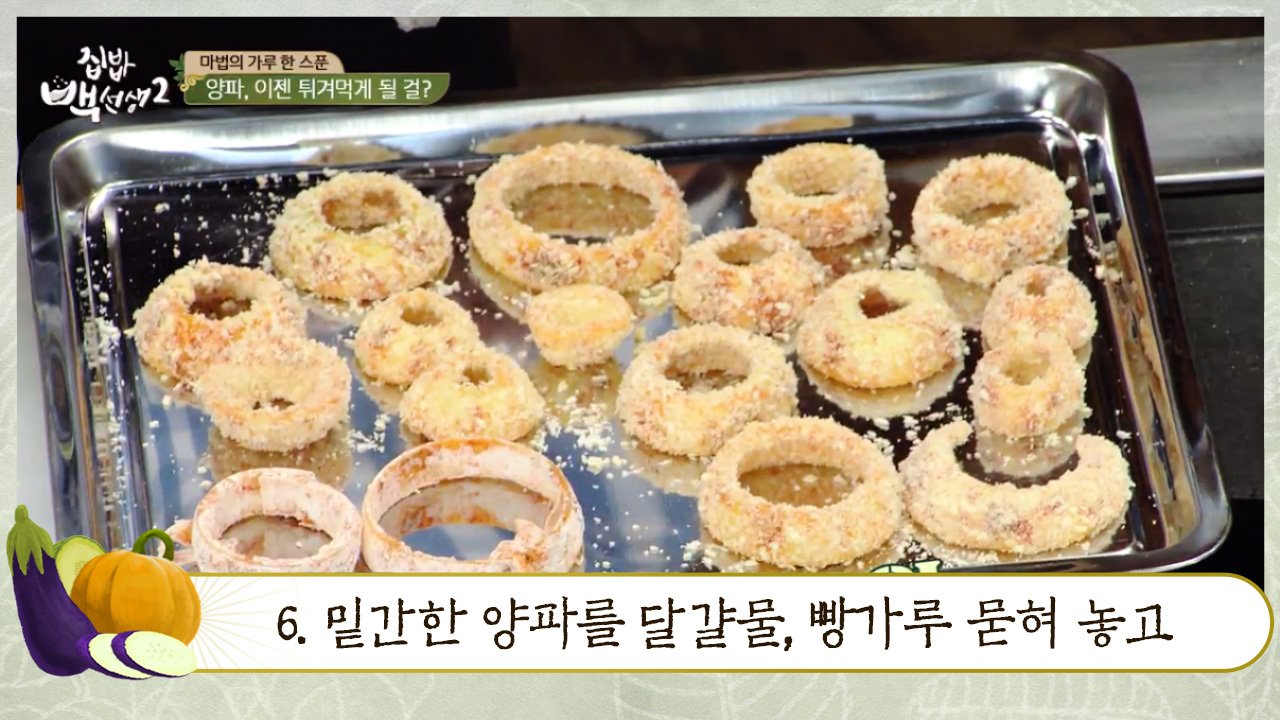 집밥
백선생2
마법의 가루 한 스푼
양파, 이젠 튀겨먹게 될 걸?
6. 밑간한 양파를 달걀물, 빵가루 묻혀 놓고